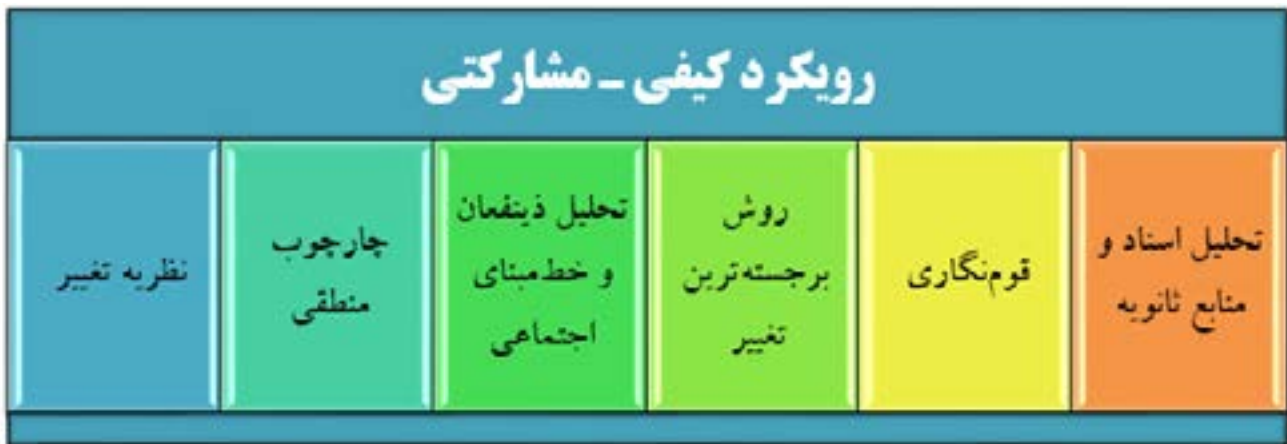 رویکرد کیفی ـ مشارکتی
تحلیل اسناد و
منابع ثانویه
قوم‌نگاری
روش
برجسته‌ترین
تغییر
تحلیل ذینفعان
و خط‌مبنای
اجتماعی
چارچوب
منطقی
نظریه تغییر